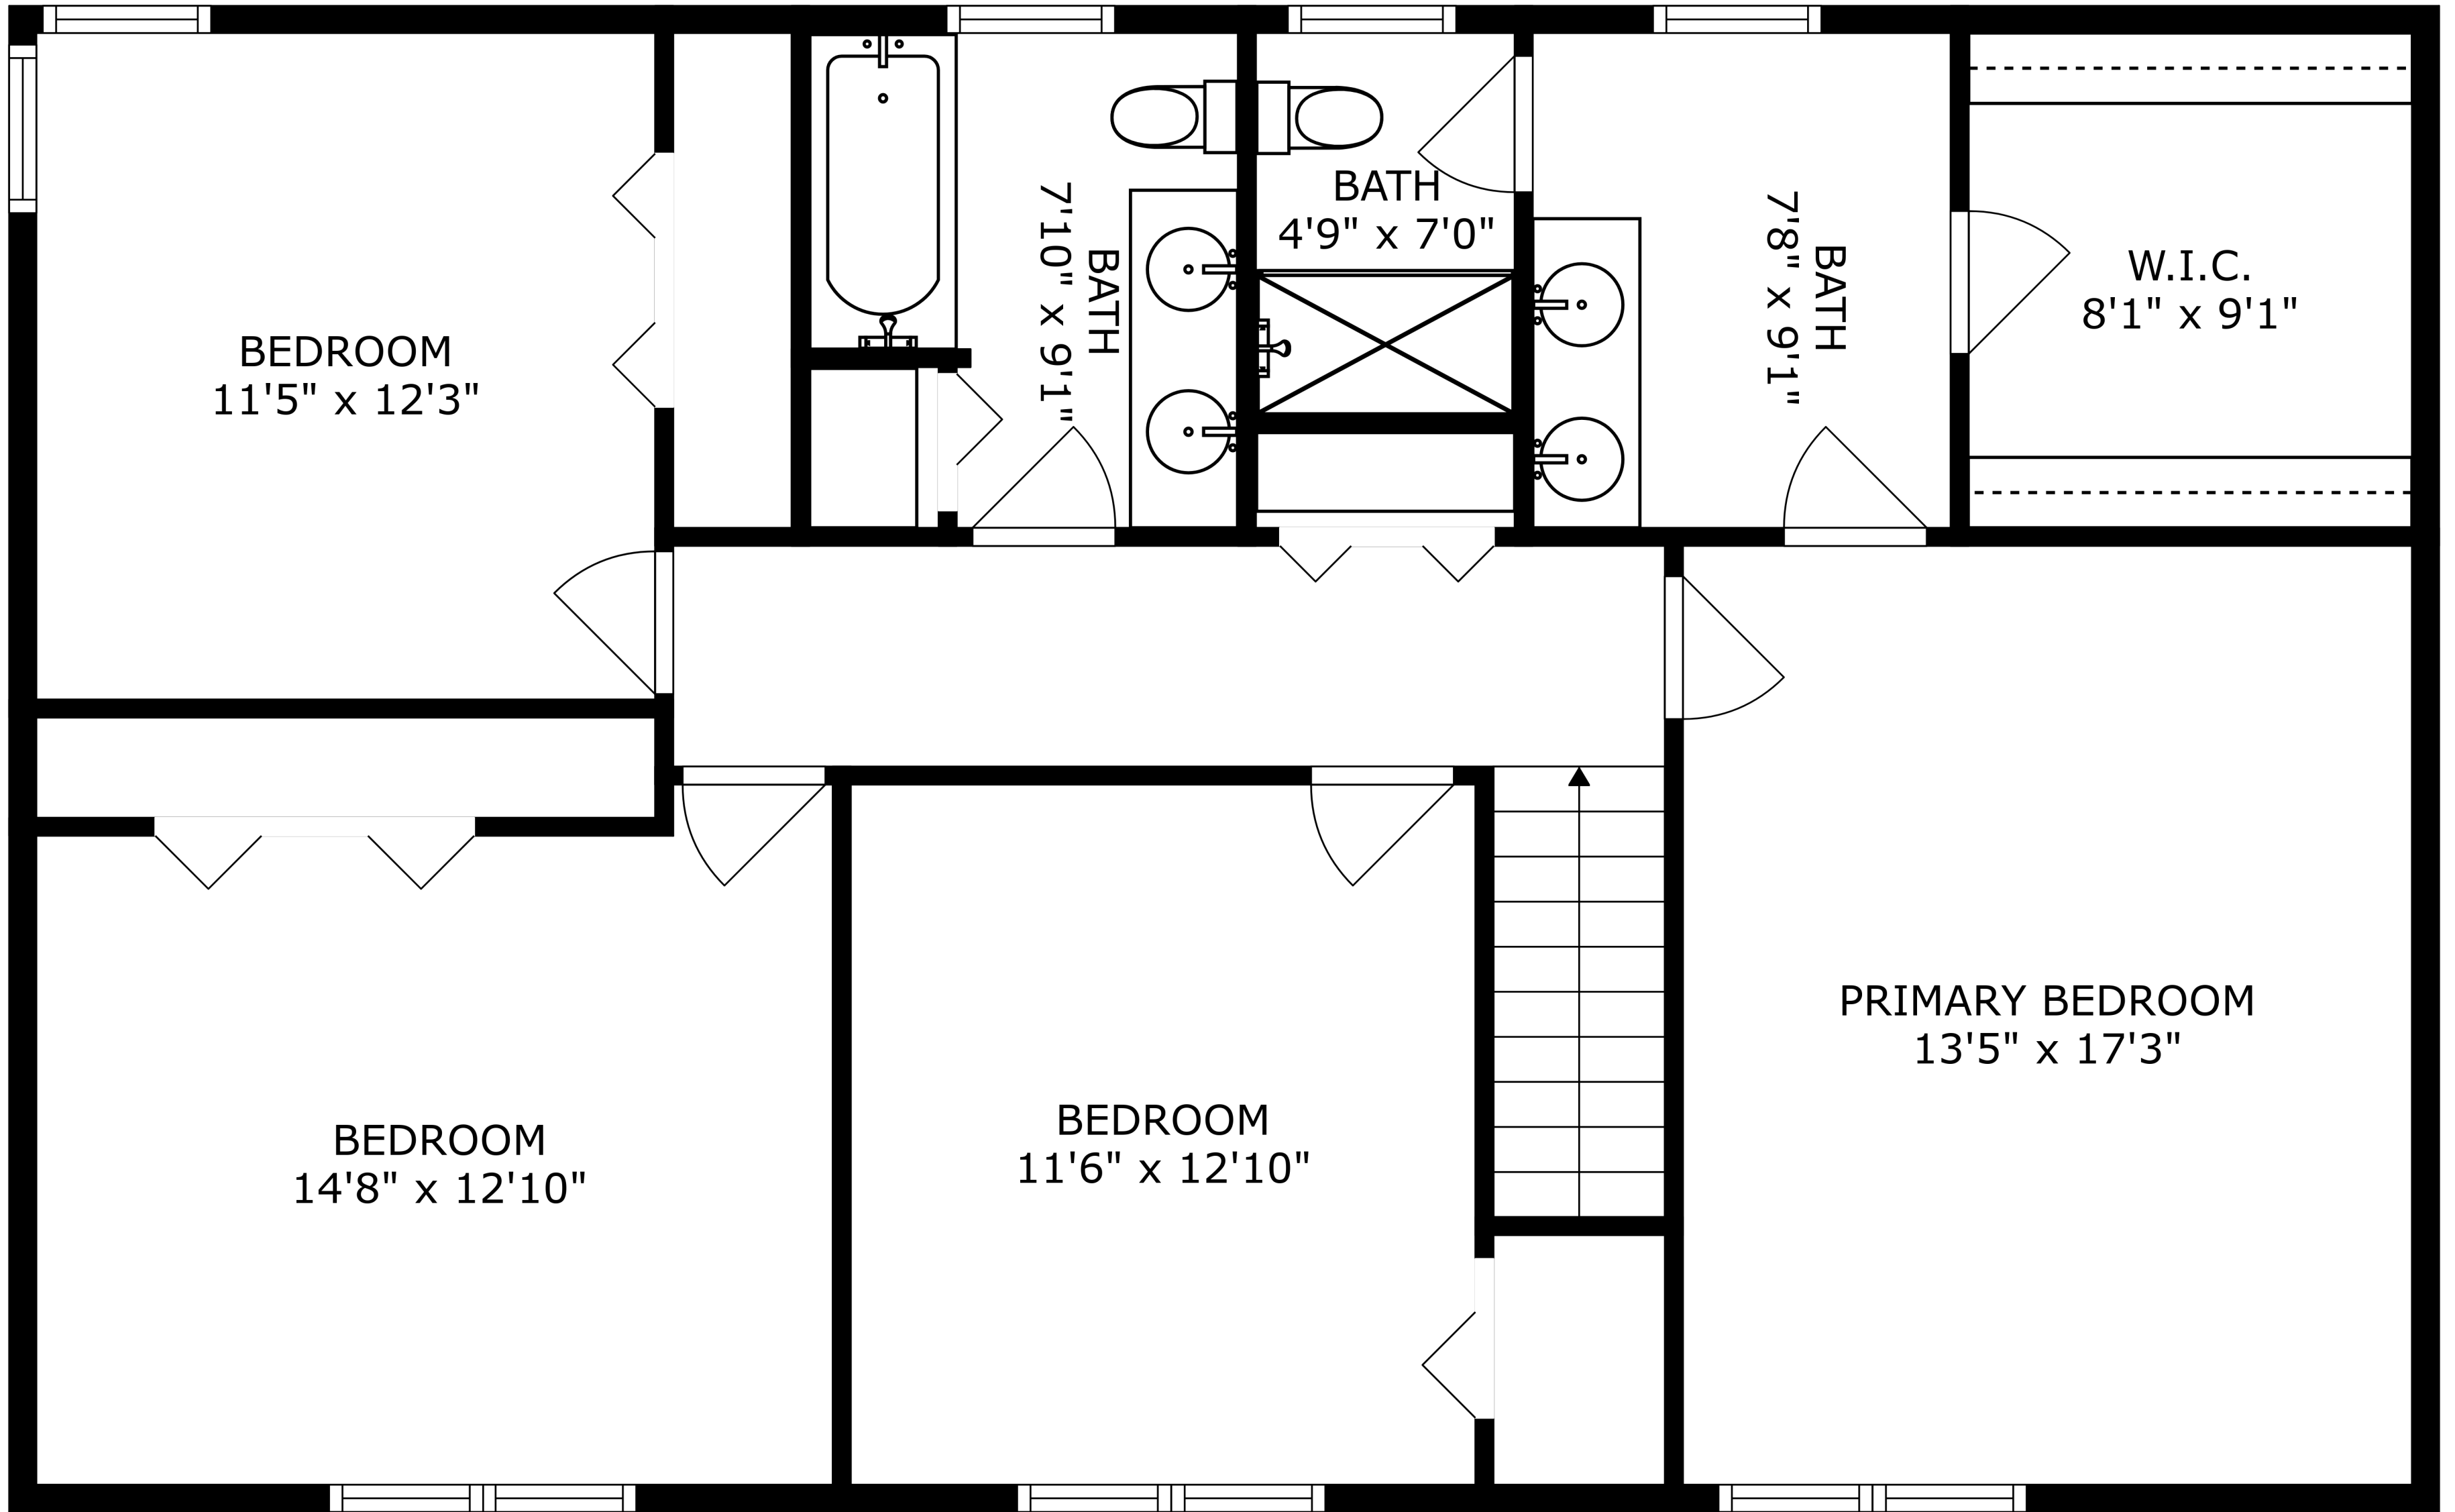 BATH
4'9" x 7'0"
BATH
7'10" x 9'1"
BATH
7'8" x 9'1"
W.I.C.
8'1" x 9'1"
BEDROOM
11'5" x 12'3"
PRIMARY BEDROOM
13'5" x 17'3"
BEDROOM
11'6" x 12'10"
BEDROOM
14'8" x 12'10"